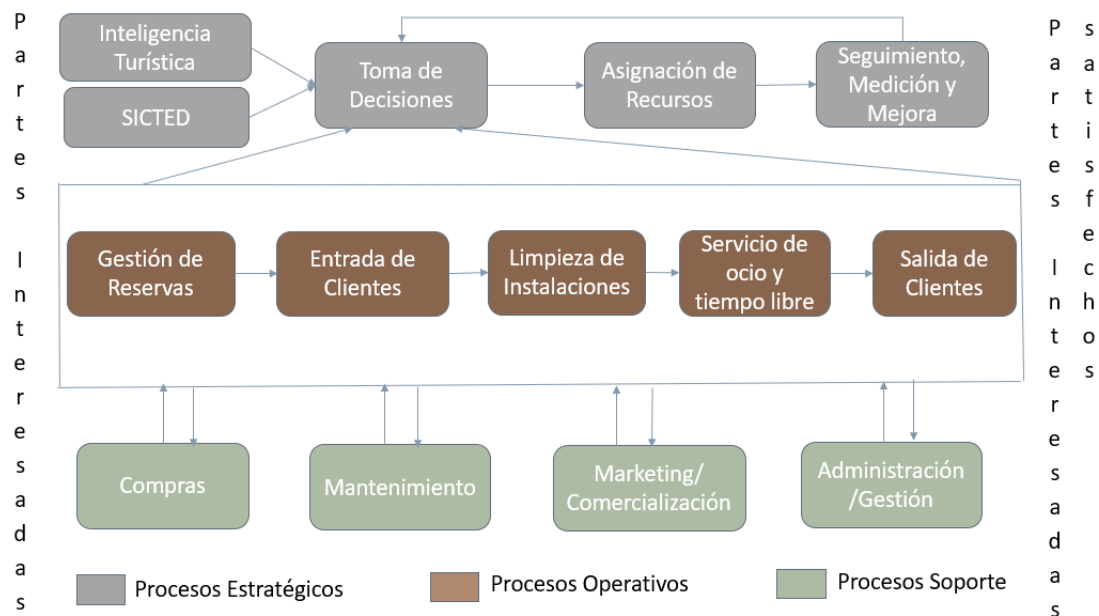 Partes Interesadas
Inteligencia
Turística
SICTED
Toma de
Decisiones
Asignación de
Recursos
Seguimiento,
Medición y
Mejora
Gestión de
Reservas
Entrada de
Clientes
Limpieza de
Instalaciones
Servicio de
ocio y
tiempo libre
Salida de
Clientes
Compras
Mantenimiento
Marketing/
Comercialización
Administración
/Gestión
Procesos Estratégicos
Procesos Operativos
Procesos Soporte
Partes Interesadas
satisfechos